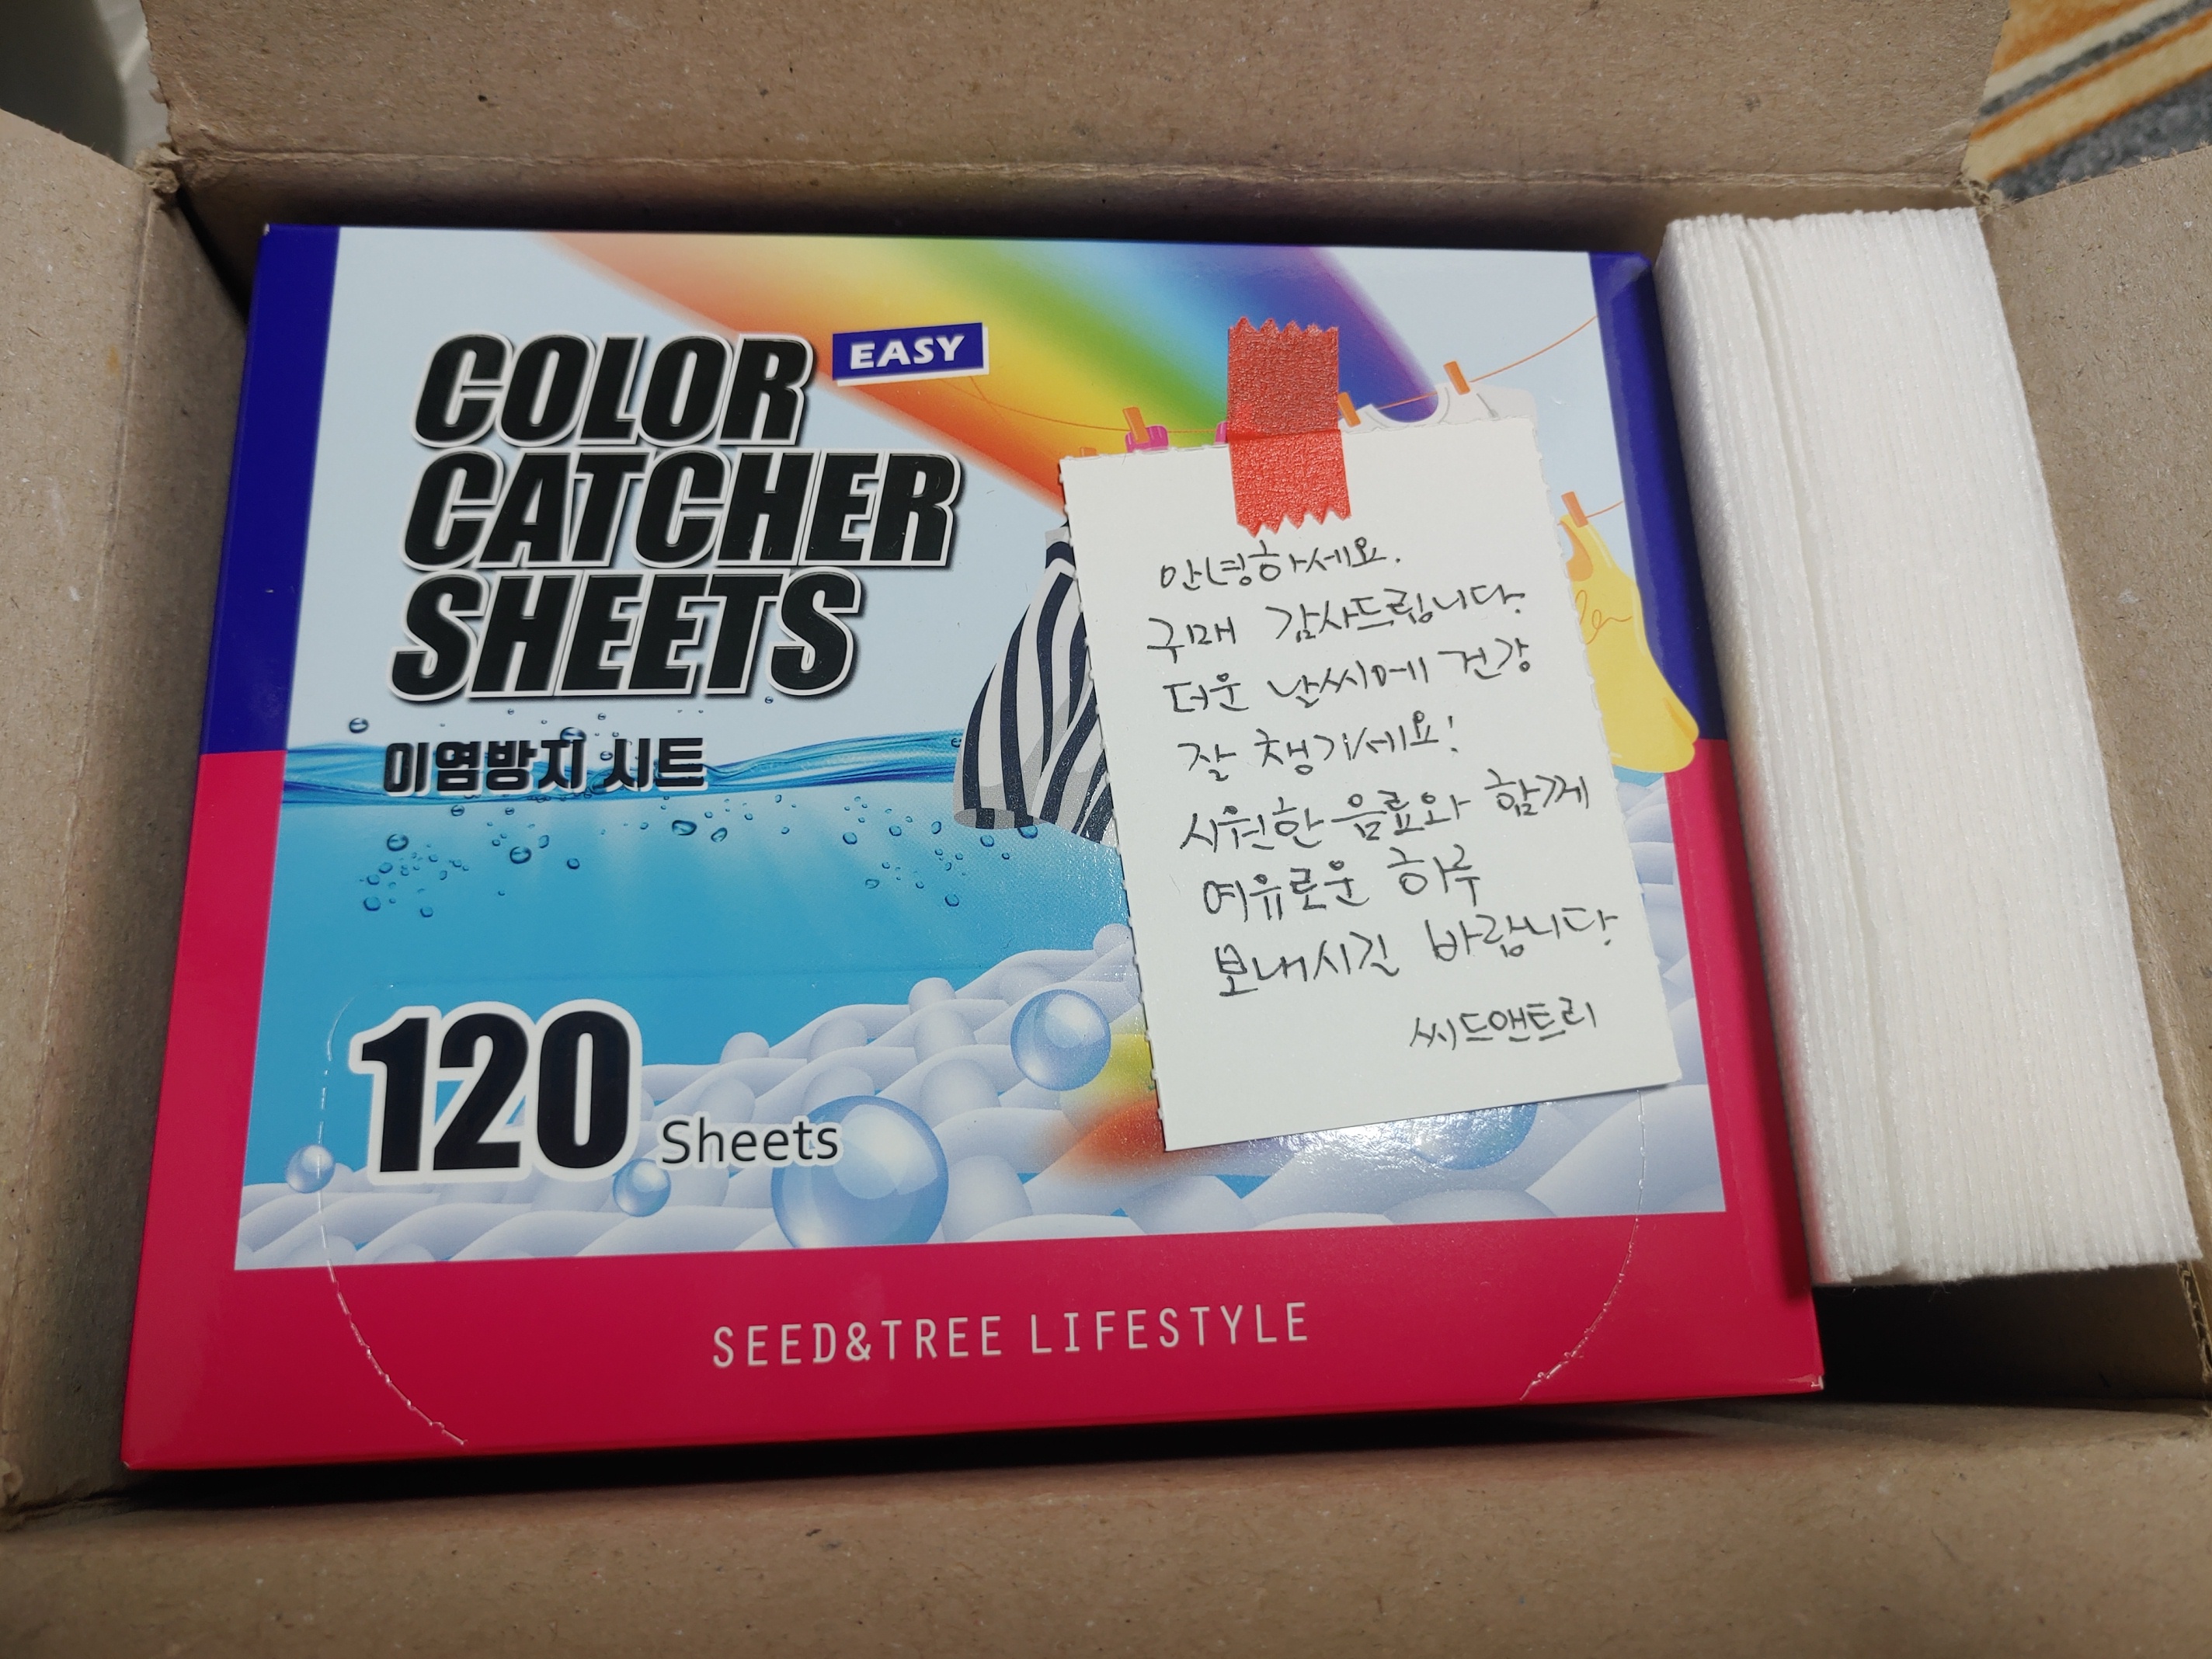 COLOR
EASY
CATCHER
SHEETS
이염방지 시트
120 Sheets
SEED&TREE LIFESTYLE
안녕하세요.
구매 감사드립니다.
더운 날씨에 건강
잘 챙기세요!
시원한 음료와 함께
여유로운 하루
보내시길 바랍니다
씨드앤트리